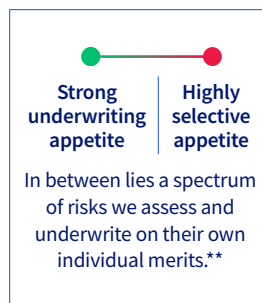 Strong
underwriting
appetite
Highly
selective
appetite
In between lies a spectrum
of risks we assess and
underwrite on their own
individual merits.**